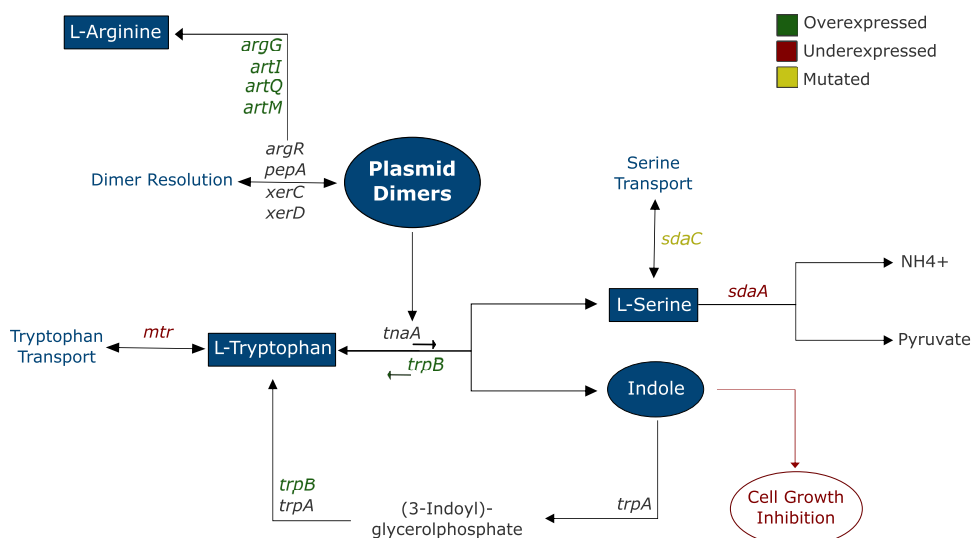 L-Arginine
argG
artI
artQ
artM
Overexpressed
Underexpressed
Mutated
argR
pepA
xerC
xerD
Dimer Resolution
Plasmid
Dimers
Serine
Transport
sdaC
L-Serine
sdaA
NH4+
Pyruvate
Tryptophan
Transport
mtr
L-Tryptophan
tnaA
trpB
Indole
trpB
trpA
(3-Indoyl)-
glycerolphosphate
trpA
Cell Growth
Inhibition